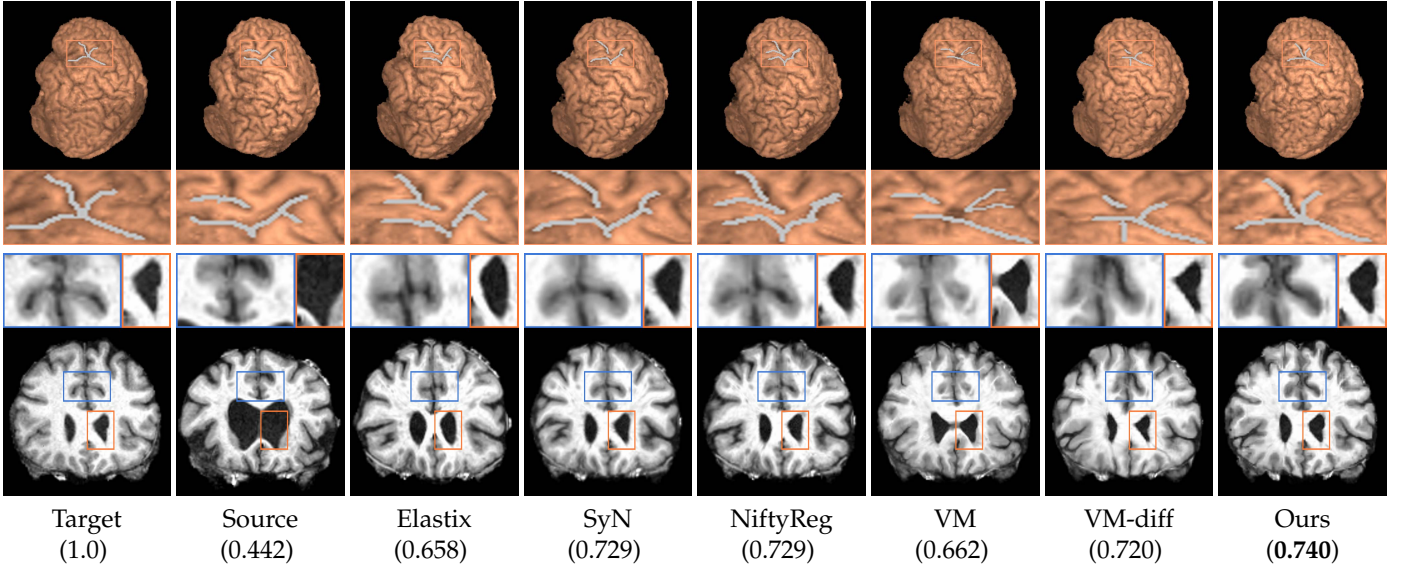 Target Source Elastix SyN NiftyReg VM VM-diff Ours
(1.0) (0.442) (0.658) (0.729) (0.729) (0.662) (0.720) (0.740)